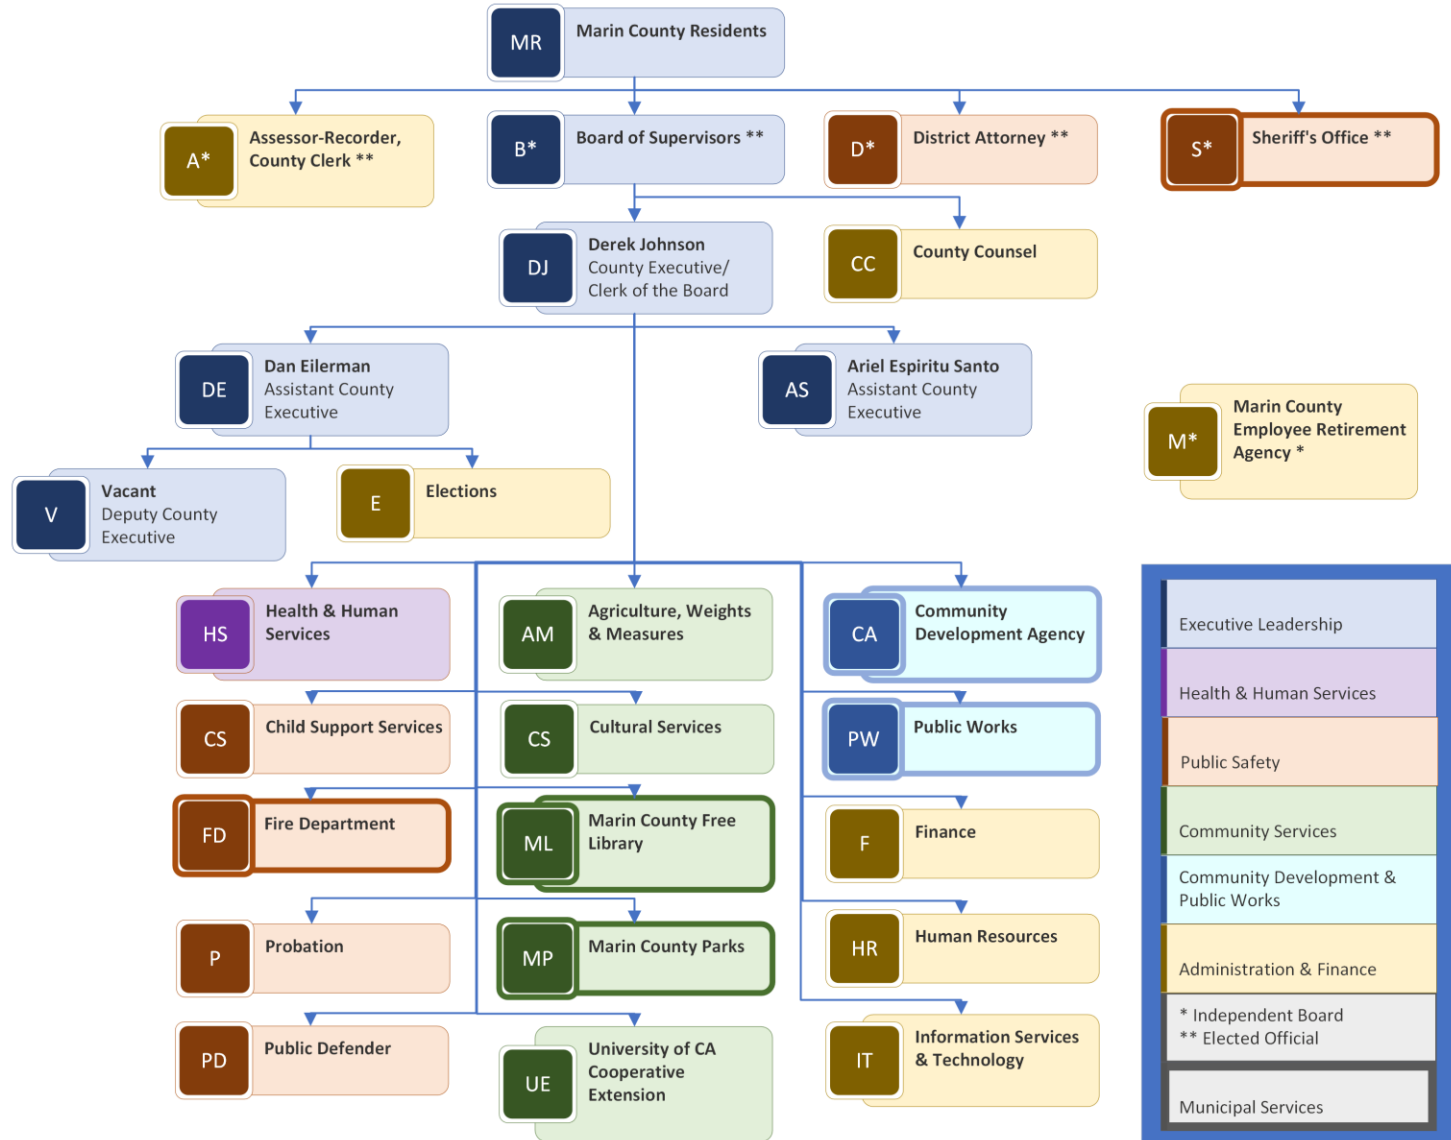 MR
Marin County Residents
A*
Assessor-Recorder,
County Clerk **
B*
Board of Supervisors **
D*
District Attorney **
S*
Sheriff's Office **
DJ
Derek Johnson
County Executive/
Clerk of the Board
CC
County Counsel
DE
Dan Eilerman
Assistant County
Executive
AS
Ariel Espiritu Santo
Assistant County
Executive
M*
Marin County
Employee Retirement
Agency *
V
Vacant
Deputy County
Executive
E
Elections
HS
Health & Human
Services
AM
Agriculture, Weights
& Measures
CA
Community
Development Agency
CS
Child Support Services
CS
Cultural Services
PW
Public Works
FD
Fire Department
ML
Marin County Free
Library
F
Finance
P
Probation
MP
Marin County Parks
HR
Human Resources
PD
Public Defender
UE
University of CA
Cooperative
Extension
IT
Information Services
& Technology
Executive Leadership
Health & Human Services
Public Safety
Community Services
Community Development &
Public Works
Administration & Finance
* Independent Board
** Elected Official
Municipal Services